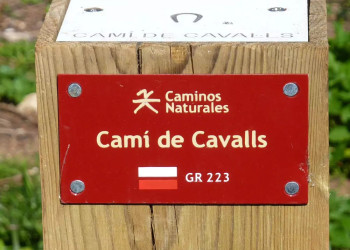 CAMÍ DE CAVALLS
Caminos
Naturales
Camí de Cavalls
GR 223